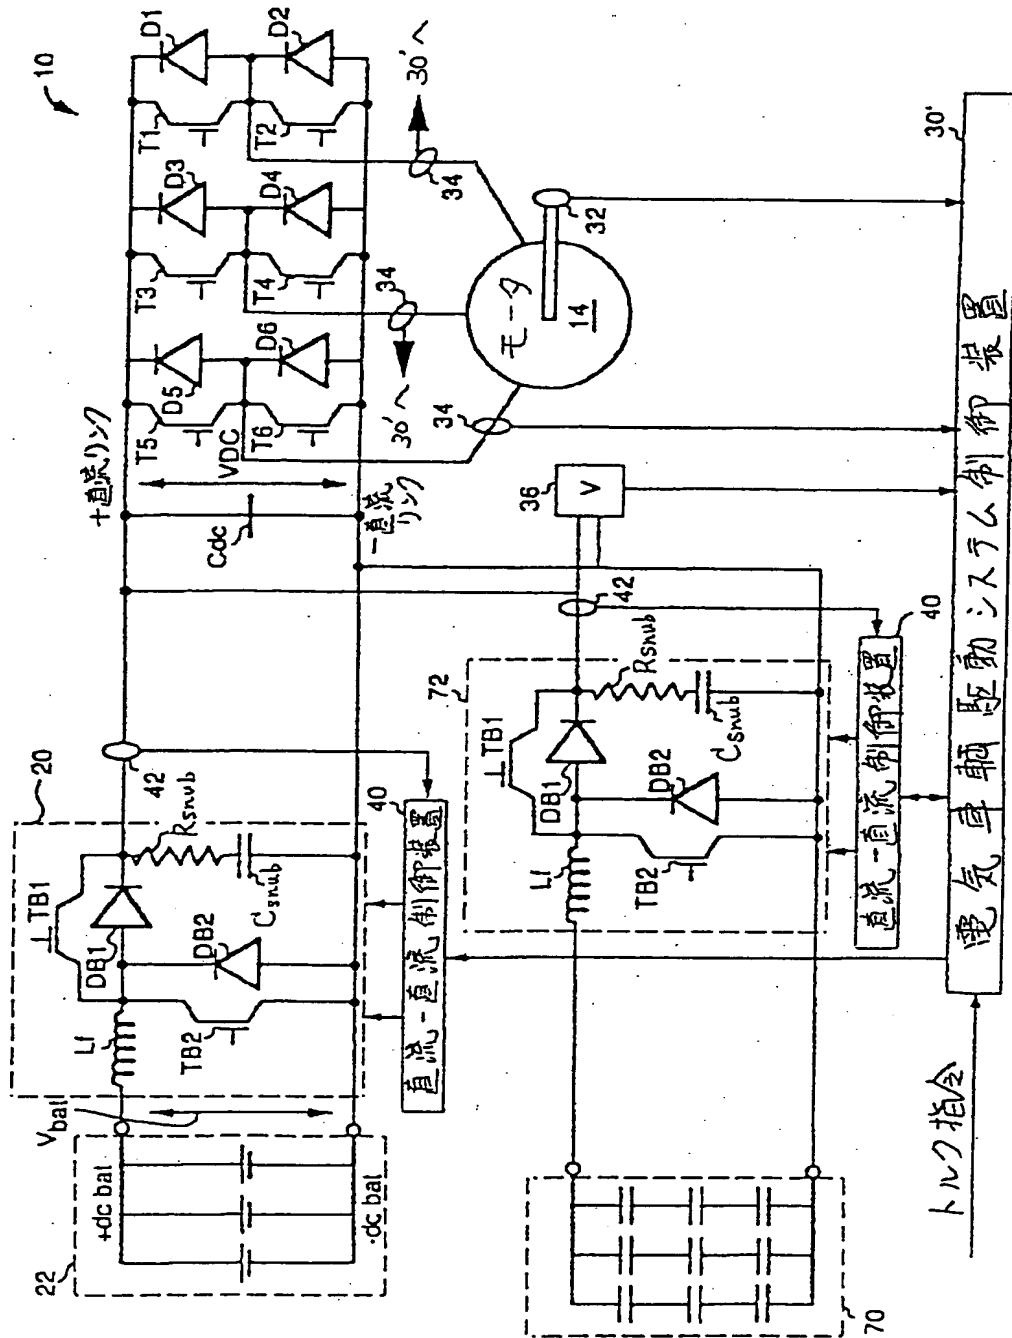 10
D1
D2
T1
T2
D3
D4
T3
T4
D5
D6
T5
T6
+直流リンク
VDC
Cdc
-直流
リンク
30'へ
30'へ
34
34
34
モータ
14
32
36
V
20
42
TB1
DB1
DB2
TB2
Lf
Rsnub
Csnub
40
直流-直流制御装置
Vbat
22
+dc bat
-dc bat
72
42
TB1
DB1
DB2
TB2
Lf
Rsnub
Csnub
40
直流-直流制御装置
70
30'
電気車輌駆動システム制御装置
トルク指令